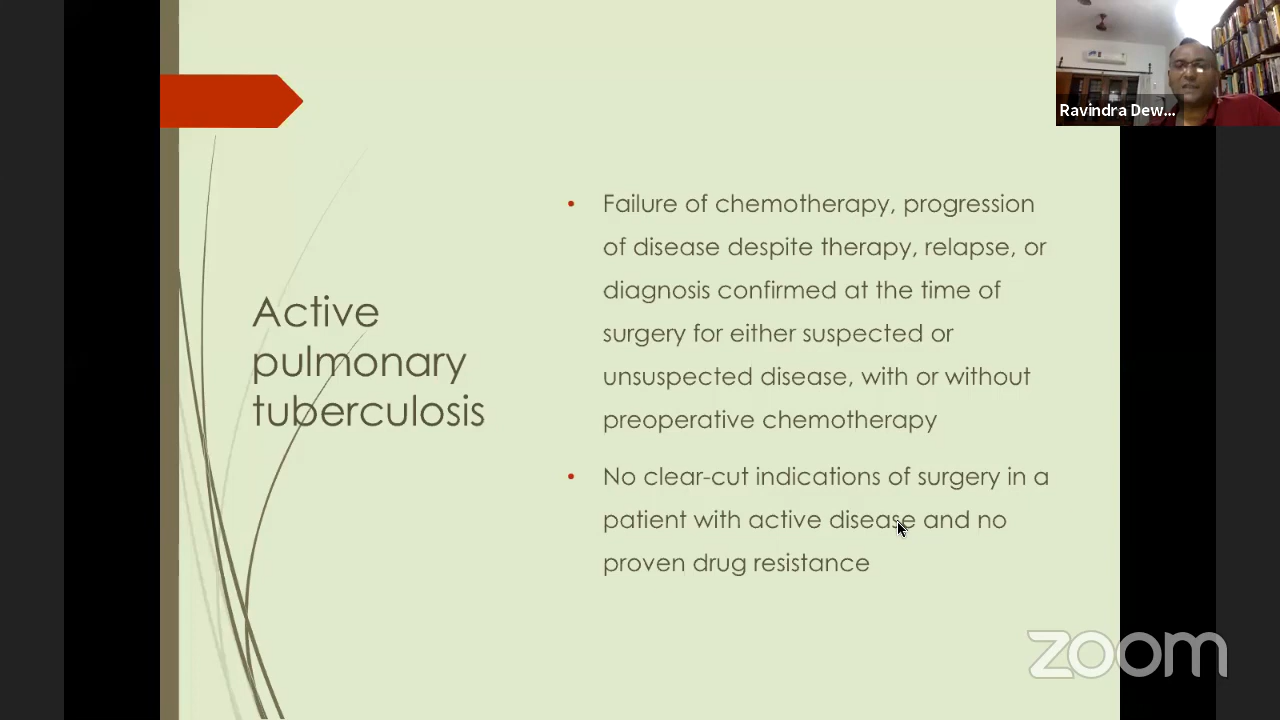 Ravindra Dew...
Active
pulmonary
tuberculosis
• Failure of chemotherapy, progression
of disease despite therapy, relapse, or
diagnosis confirmed at the time of
surgery for either suspected or
unsuspected disease, with or without
preoperative chemotherapy
• No clear-cut indications of surgery in a
patient with active disease and no
proven drug resistance
zoom